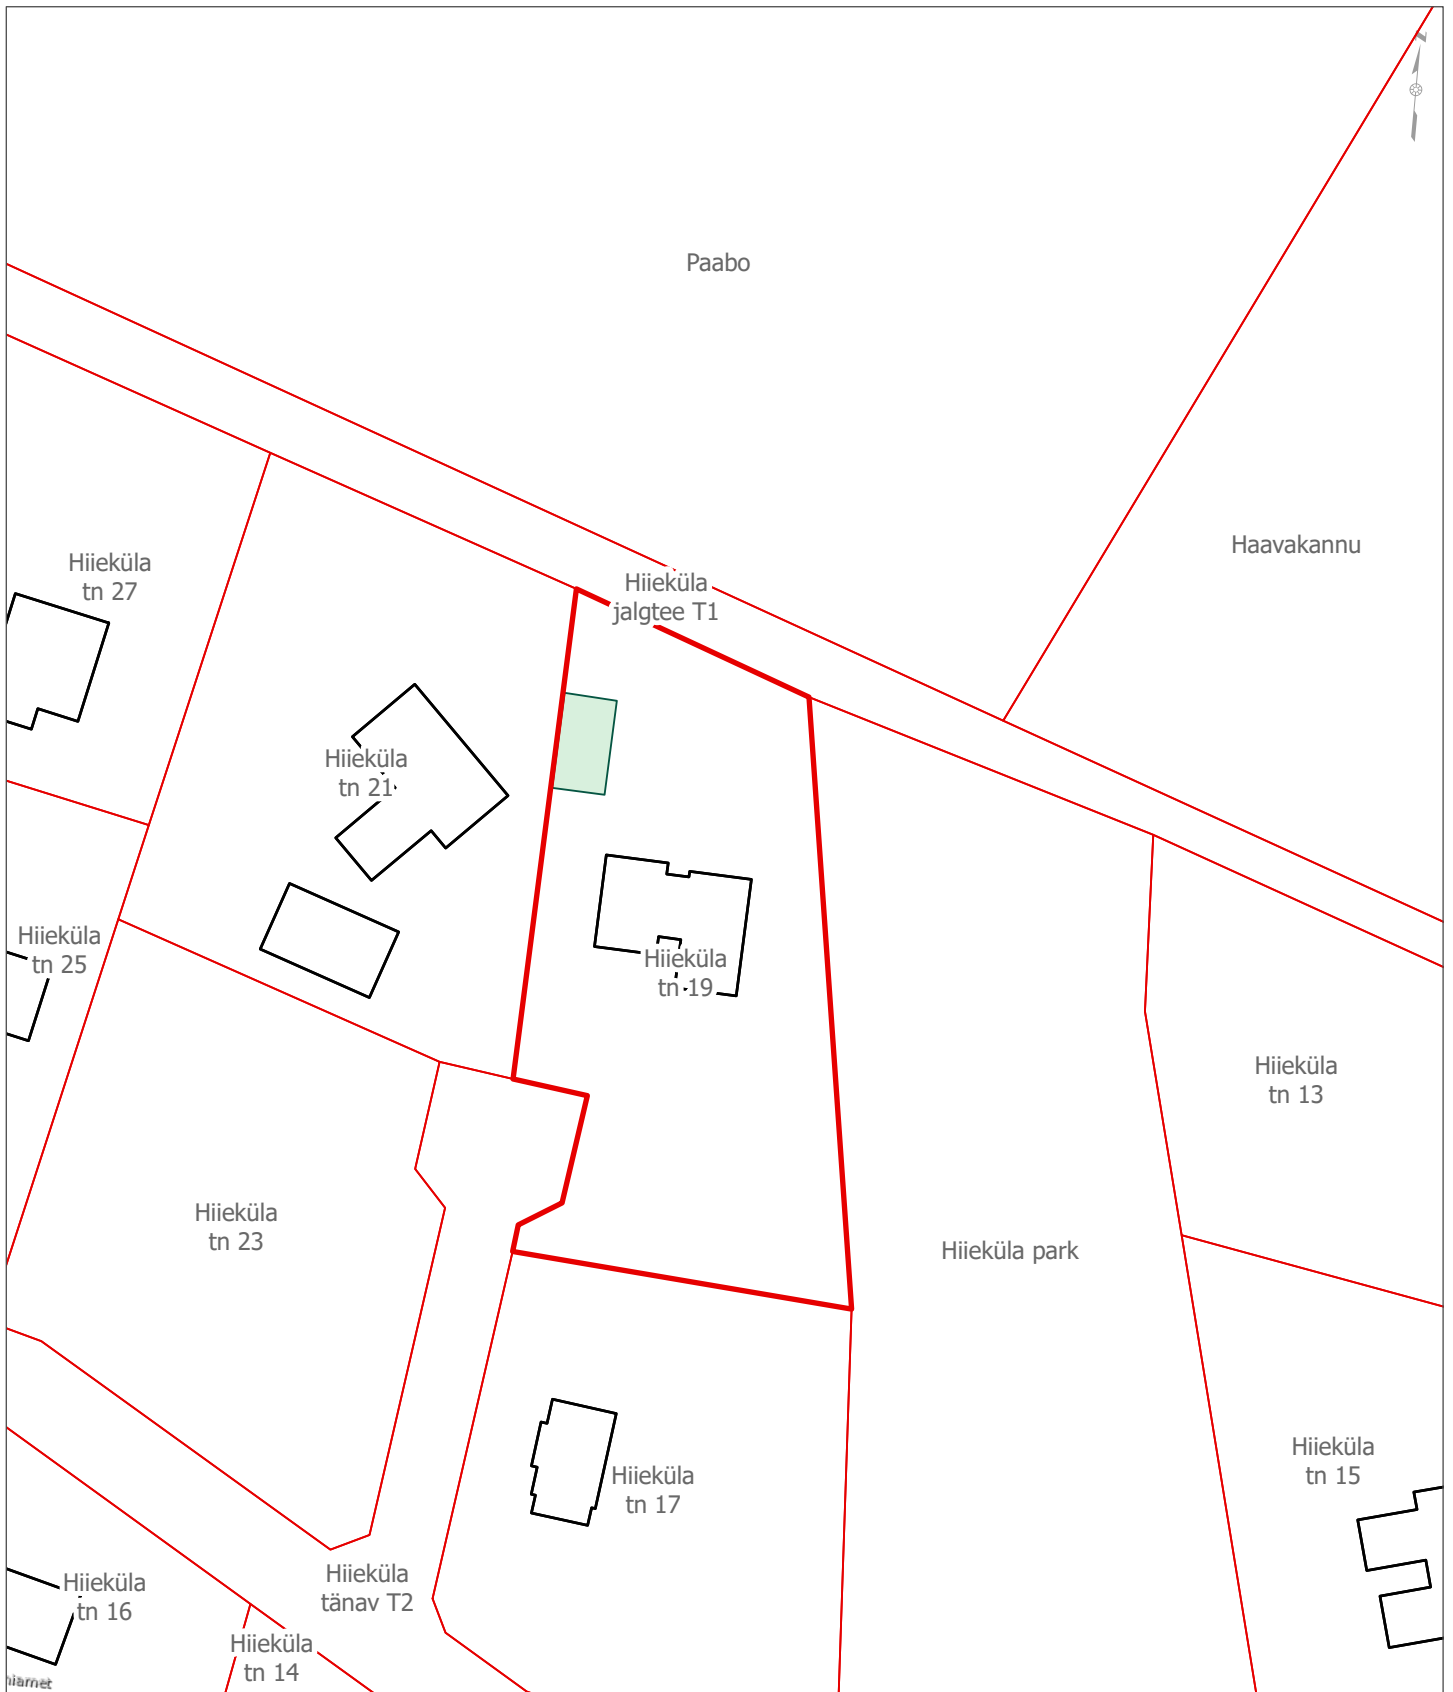 Paabo
Haavakannu
Hiieküla
tn 27
Hiieküla
jalgtee T1
Hiieküla
tn 21
Hiieküla
tn 25
Hiieküla
tn 19
Hiieküla
tn 13
Hiieküla
tn 23
Hiieküla park
Hiieküla
tn 15
Hiieküla
tn 17
Hiieküla
tänav T2
Hiieküla
tn 16
Hiieküla
tn 14